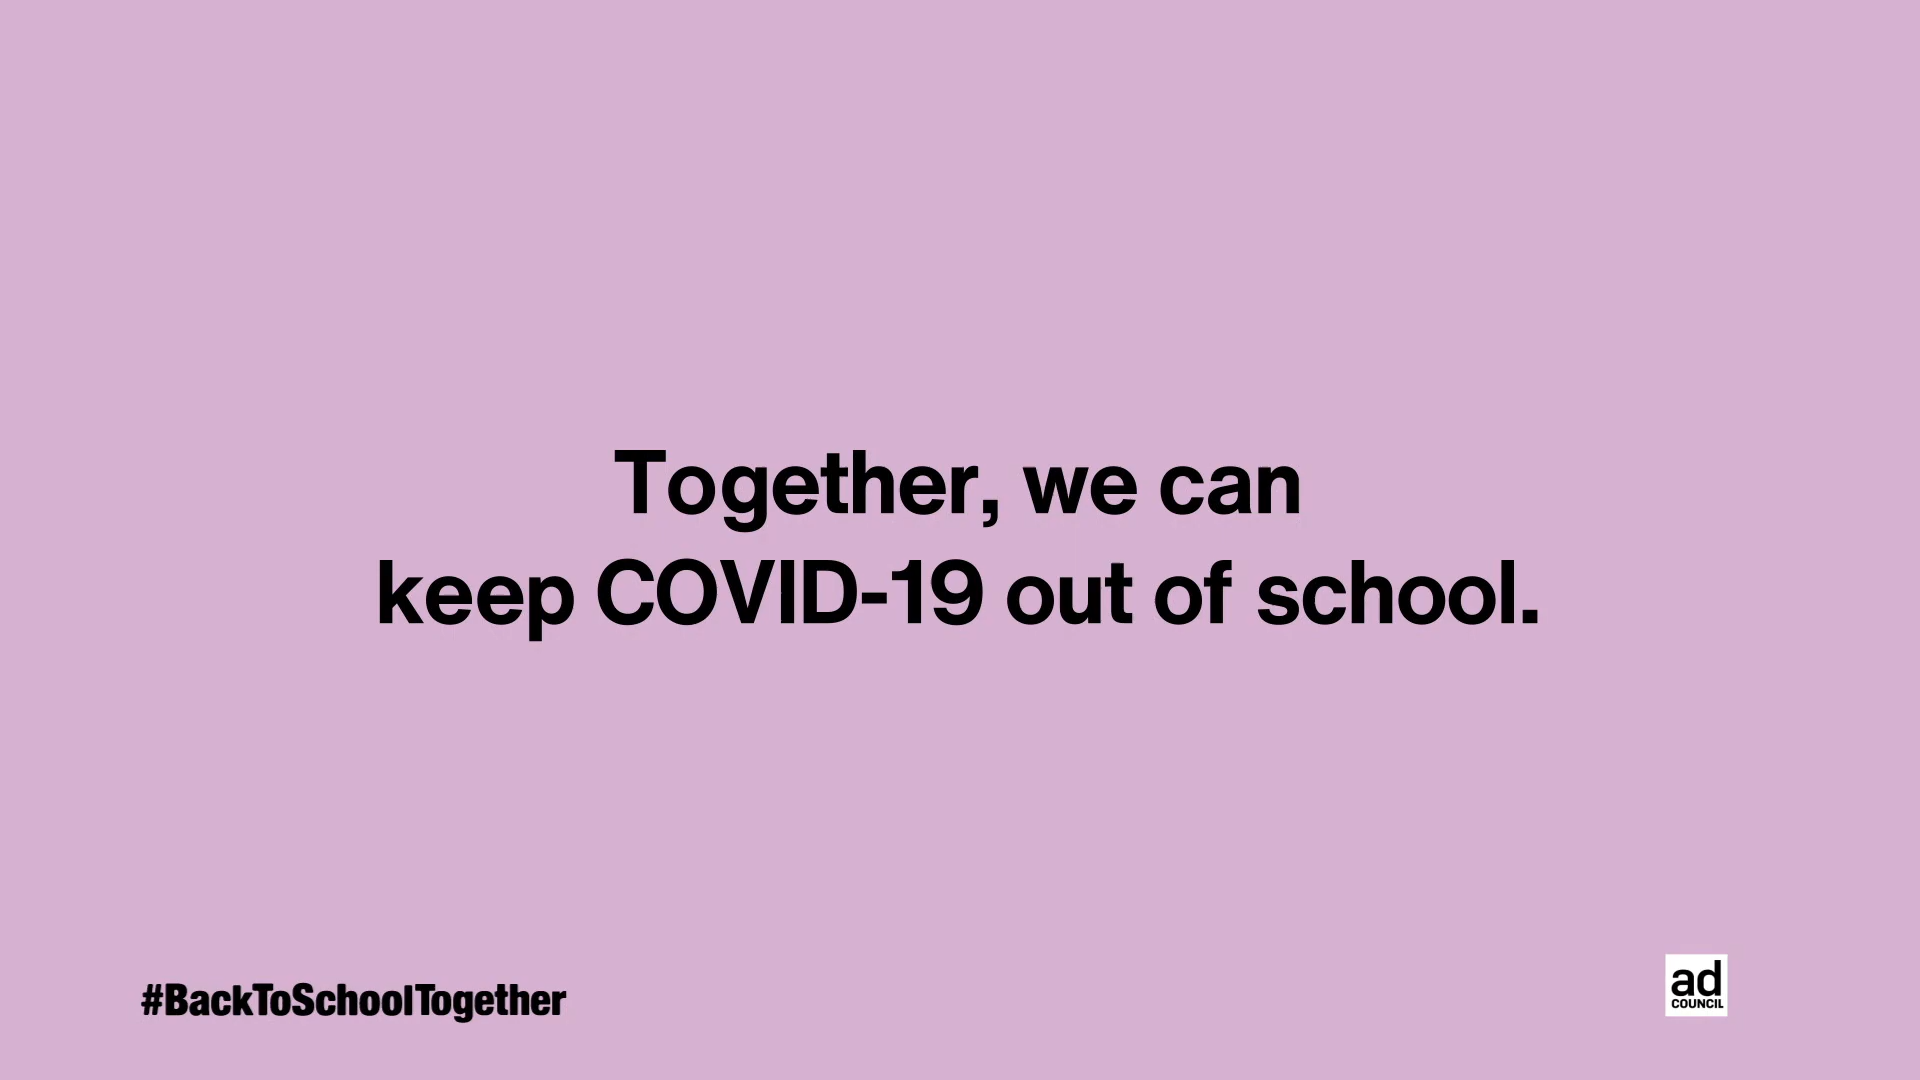 Together, we can
keep COVID-19 out of school.
#BackToSchoolTogether
ad
COUNCIL